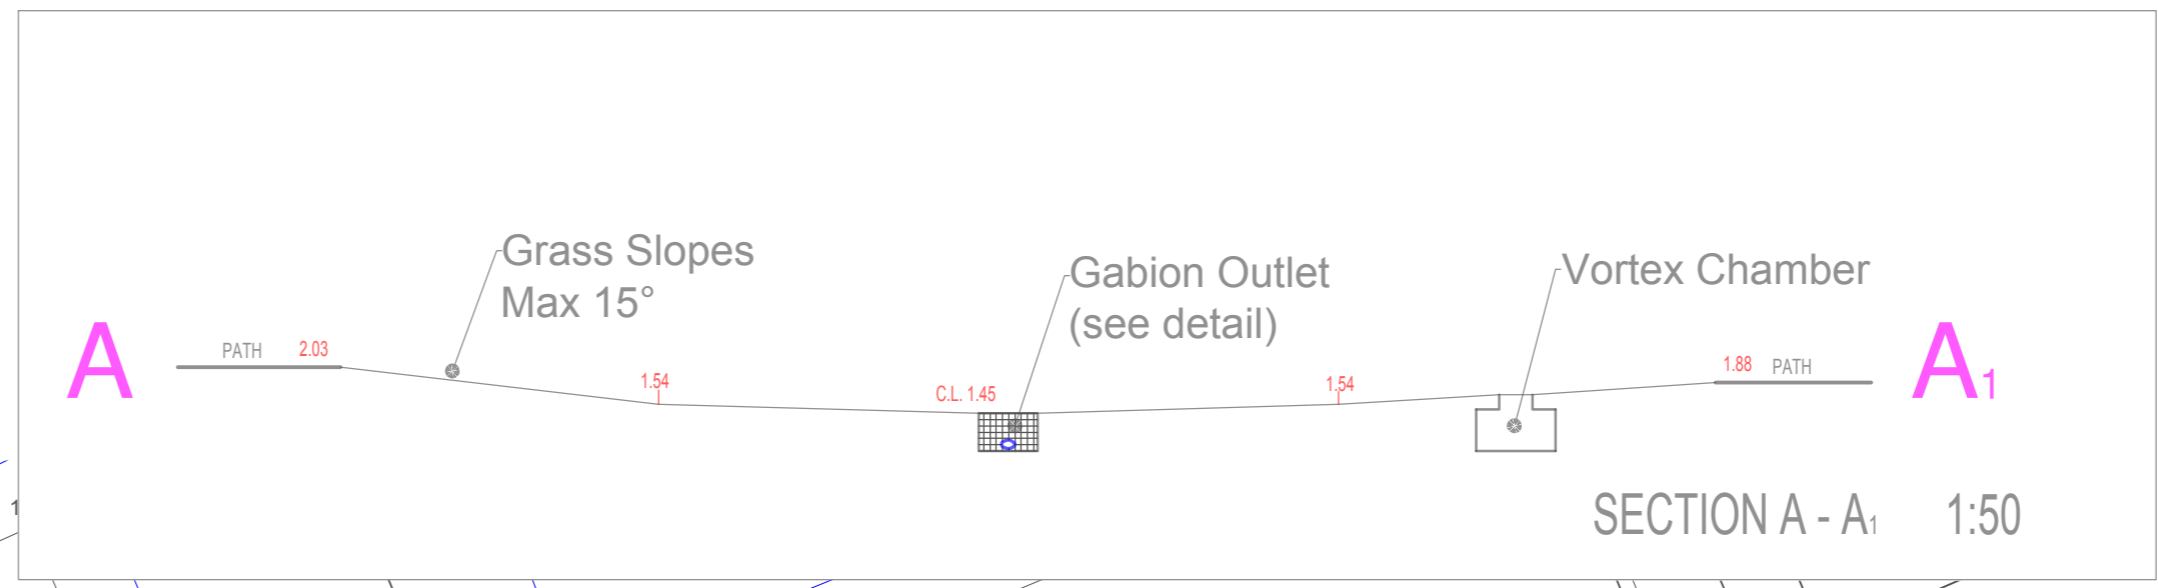 Grass Slopes
Max 15°
Gabion Outlet
(see detail)
Vortex Chamber
A
PATH 2.03
1.54
C.L. 1.45
1.54
1.88 PATH
A1
SECTION A - A1 1:50
1